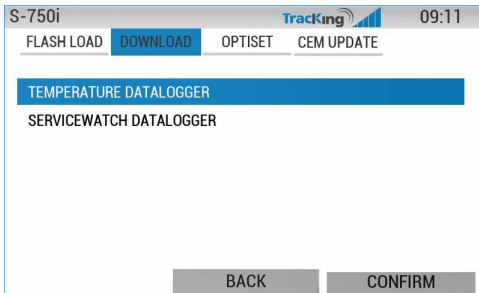 S-750i TracKing 09:11
FLASH LOAD DOWNLOAD OPTISET CEM UPDATE
TEMPERATURE DATALOGGER
SERVICEWATCH DATALOGGER
BACK CONFIRM